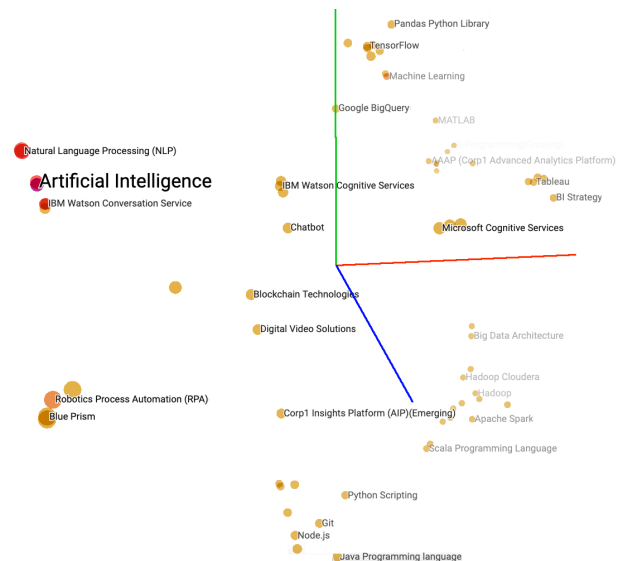 Pandas Python Library
TensorFlow
Machine Learning
Google BigQuery
MATLAB
Natural Language Processing (NLP)
AAAP (Corp1 Advanced Analytics Platform)
Artificial Intelligence
IBM Watson Cognitive Services
Tableau
BI Strategy
IBM Watson Conversation Service
Chatbot
Microsoft Cognitive Services
Blockchain Technologies
Digital Video Solutions
Big Data Architecture
Hadoop Cloudera
Hadoop
Robotics Process Automation (RPA)
Corp1 Insights Platform (AIP)(Emerging)
Blue Prism
Apache Spark
Scala Programming Language
Python Scripting
Git
Node.js
Java Programming language